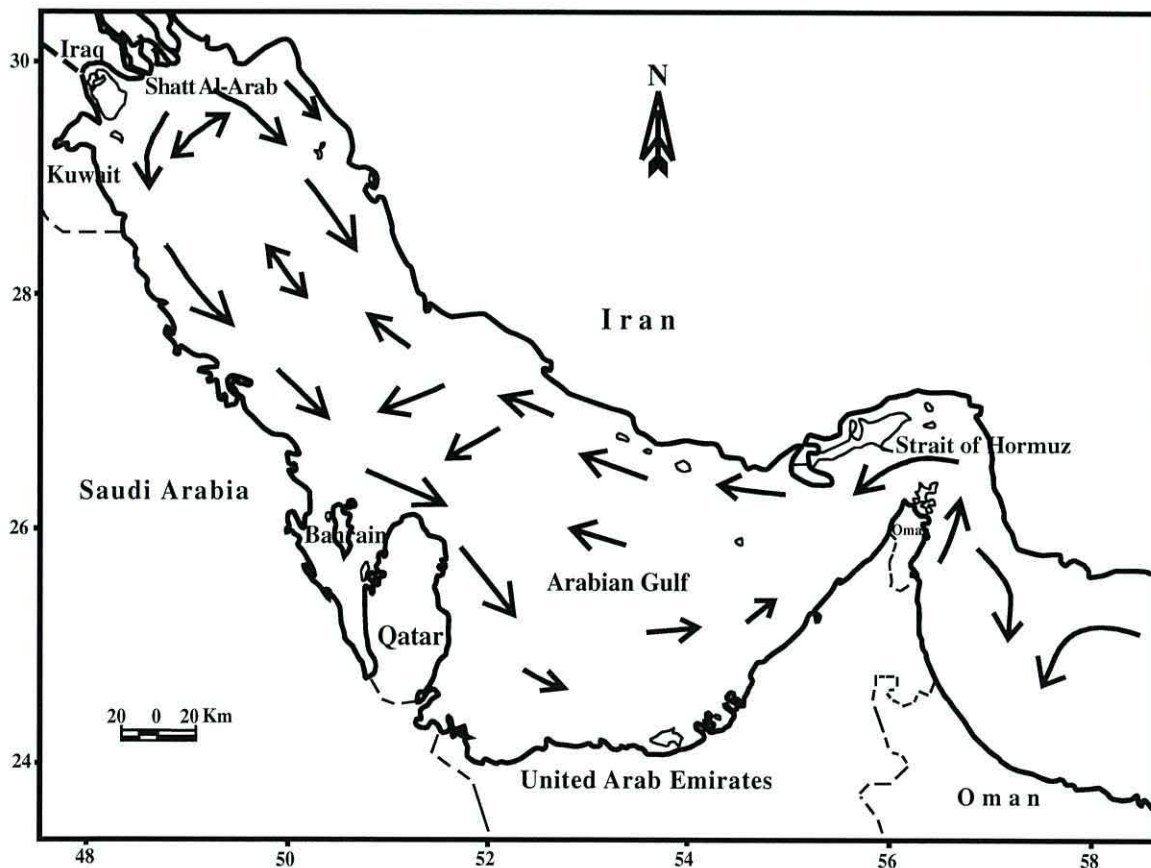 30
Iraq
Shatt Al-Arab
N
Kuwait
28
Iran
Strait of Hormuz
Saudi Arabia
26
Bahrain
Oma
Arabian Gulf
Qatar
20 0 20 Km
24
United Arab Emirates
Oman
48 50 52 54 56 58